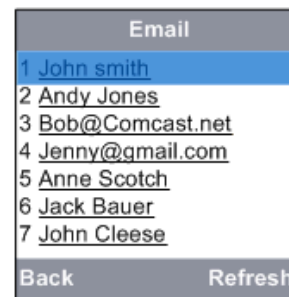 Email
1 John smith
2 Andy Jones
3 Bob@Comcast.net
4 Jenny@gmail.com
5 Anne Scotch
6 Jack Bauer
7 John Cleese
Back Refresh